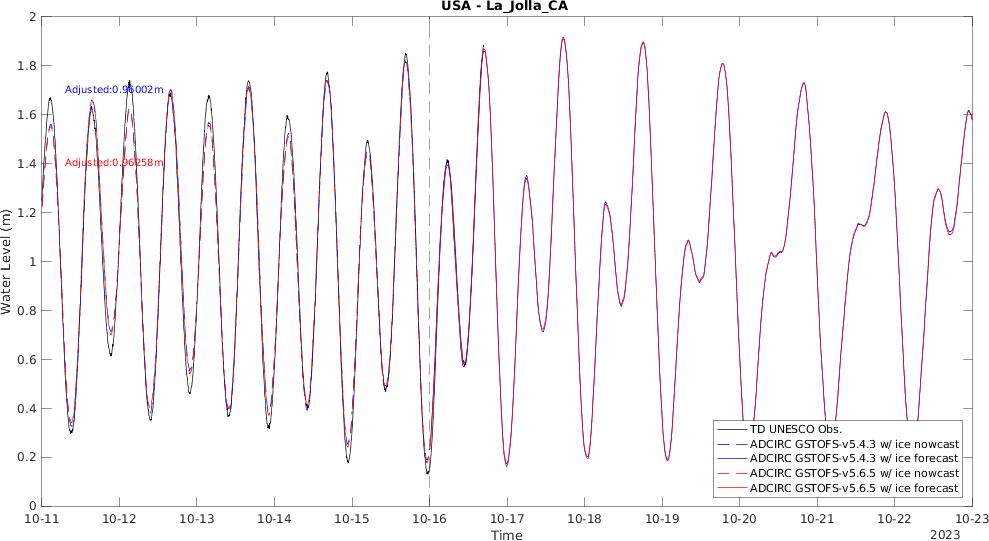 USA - La_Jolla_CA
2
1.8
1.6
1.4
1.2
1
0.8
0.6
0.4
0.2
0
Water Level (m)
Adjusted:0.96002m
Adjusted:0.96258m
TD UNESCO Obs.
ADCIRC GSTOFS-v5.4.3 w/ ice nowcast
ADCIRC GSTOFS-v5.4.3 w/ ice forecast
ADCIRC GSTOFS-v5.6.5 w/ ice nowcast
ADCIRC GSTOFS-v5.6.5 w/ ice forecast
10-11 10-12 10-13 10-14 10-15 10-16 10-17 10-18 10-19 10-20 10-21 10-22 10-23
Time
2023